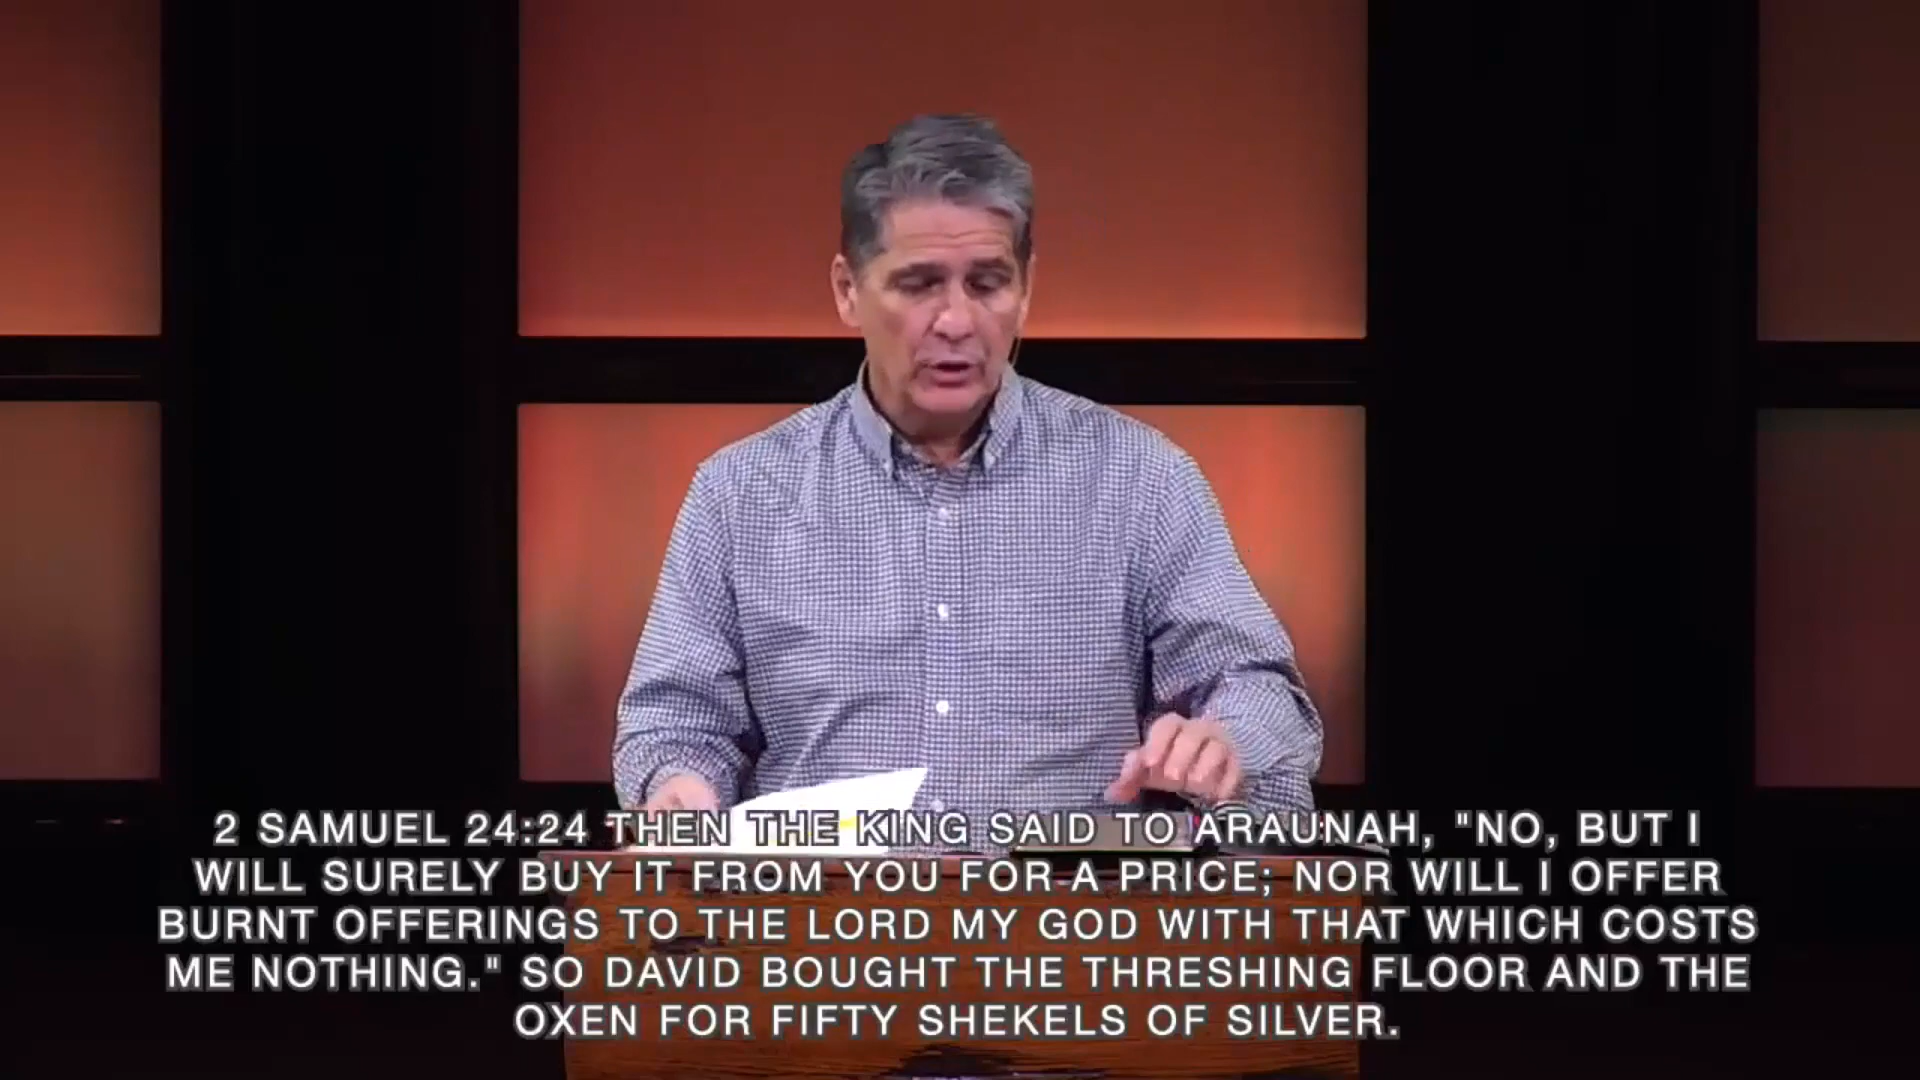 2 SAMUEL 24:24 THEN THE KING SAID TO ARAUNAH, "NO, BUT I
WILL SURELY BUY IT FROM YOU FOR A PRICE; NOR WILL I OFFER
BURNT OFFERINGS TO THE LORD MY GOD WITH THAT WHICH COSTS
ME NOTHING." SO DAVID BOUGHT THE THRESHING FLOOR AND THE
OXEN FOR FIFTY SHEKELS OF SILVER.